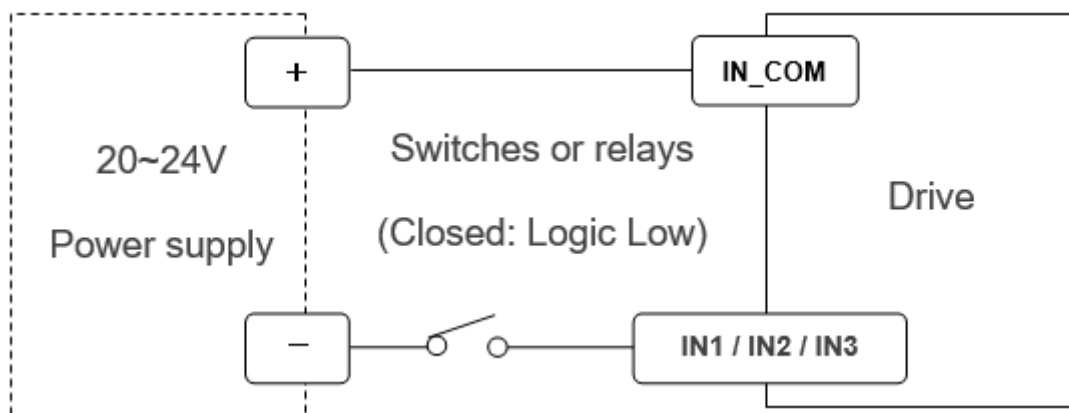 +
IN_COM
20~24V
Power supply
Switches or relays
(Closed: Logic Low)
Drive
−
IN1 / IN2 / IN3